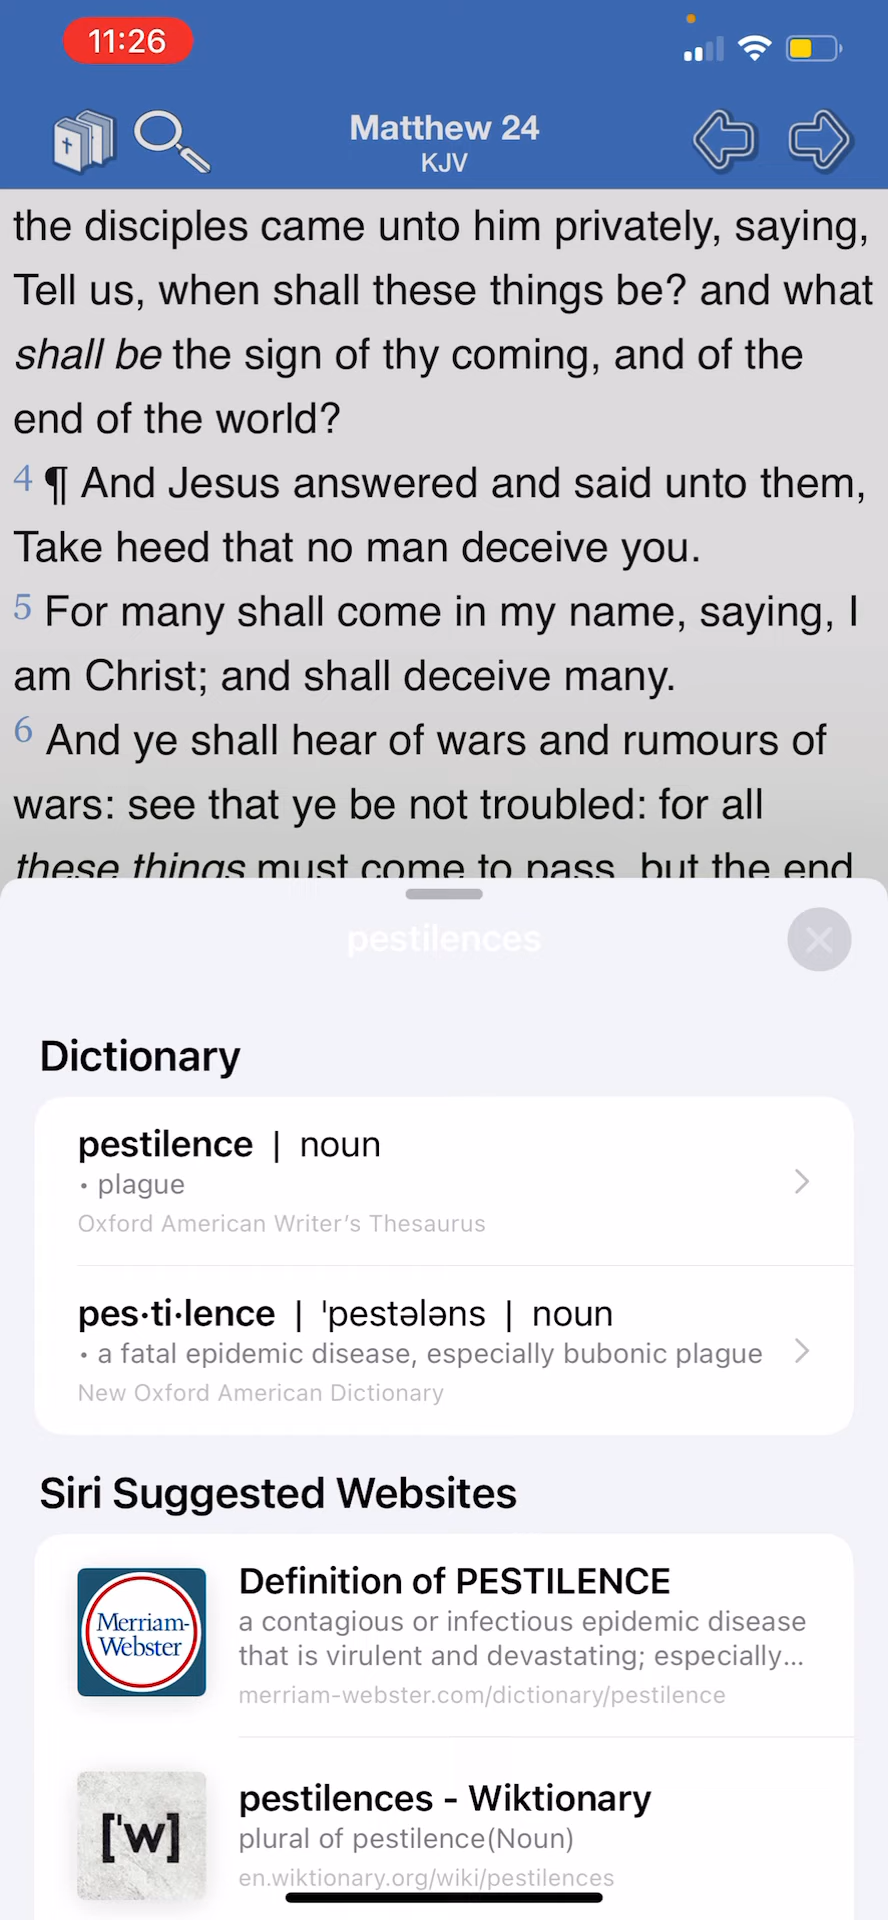 11:26
Matthew 24
KJV
the disciples came unto him privately, saying,
Tell us, when shall these things be? and what
shall be the sign of thy coming, and of the
end of the world?
4 ¶ And Jesus answered and said unto them,
Take heed that no man deceive you.
5 For many shall come in my name, saying, I
am Christ; and shall deceive many.
6 And ye shall hear of wars and rumours of
wars: see that ye be not troubled: for all
these things must come to pass, but the end
pestilences
Dictionary
pestilence | noun
• plague
Oxford American Writer's Thesaurus
pes·ti·lence | ˈpestələns | noun
• a fatal epidemic disease, especially bubonic plague
New Oxford American Dictionary
Siri Suggested Websites
Merriam-
Webster
Definition of PESTILENCE
a contagious or infectious epidemic disease
that is virulent and devastating; especially...
merriam-webster.com/dictionary/pestilence
['w]
pestilences - Wiktionary
plural of pestilence(Noun)
en.wiktionary.org/wiki/pestilences